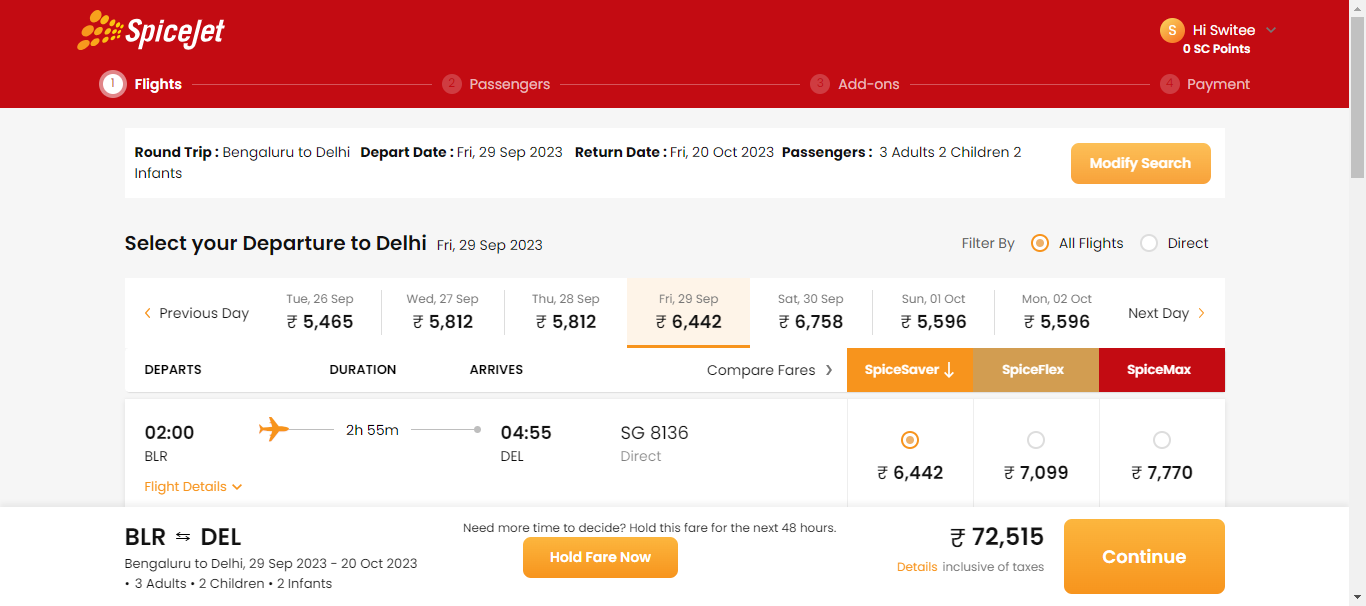 SpiceJet
S Hi Switee
0 SC Points
1 Flights 2 Passengers 3 Add-ons 4 Payment
Round Trip : Bengaluru to Delhi Depart Date : Fri, 29 Sep 2023 Return Date : Fri, 20 Oct 2023 Passengers : 3 Adults 2 Children 2
Infants
Modify Search
Select your Departure to Delhi Fri, 29 Sep 2023 Filter By All Flights Direct
Previous Day
Tue, 26 Sep
₹ 5,465
Wed, 27 Sep
₹ 5,812
Thu, 28 Sep
₹ 5,812
Fri, 29 Sep
₹ 6,442
Sat, 30 Sep
₹ 6,758
Sun, 01 Oct
₹ 5,596
Mon, 02 Oct
₹ 5,596
Next Day
DEPARTS DURATION ARRIVES Compare Fares SpiceSaver SpiceFlex SpiceMax
02:00 2h 55m 04:55 SG 8136
BLR DEL Direct
₹ 6,442 ₹ 7,099 ₹ 7,770
Flight Details
BLR ⇆ DEL
Bengaluru to Delhi, 29 Sep 2023 - 20 Oct 2023
• 3 Adults • 2 Children • 2 Infants
Need more time to decide? Hold this fare for the next 48 hours.
Hold Fare Now
₹ 72,515
Details inclusive of taxes
Continue